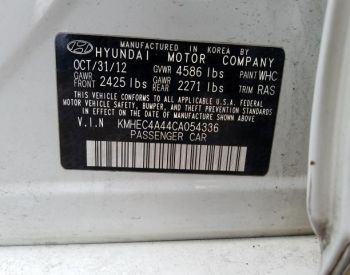 MANUFACTURED IN KOREA BY
HYUNDAI MOTOR COMPANY
OCT/31/12 GVWR 4586 lbs PAINT WHC
GAWR FRONT 2425 lbs GAWR REAR 2271 lbs TRIM RAS
THIS VEHICLE CONFORMS TO ALL APPLICABLE U.S.A. FEDERAL
MOTOR VEHICLE SAFETY, BUMPER, AND THEFT PREVENTION STANDARDS
IN EFFECT ON THE DATE OF MANUFACTURE SHOWN ABOVE.
V.I.N KMHEC4A44CA054336
PASSENGER CAR